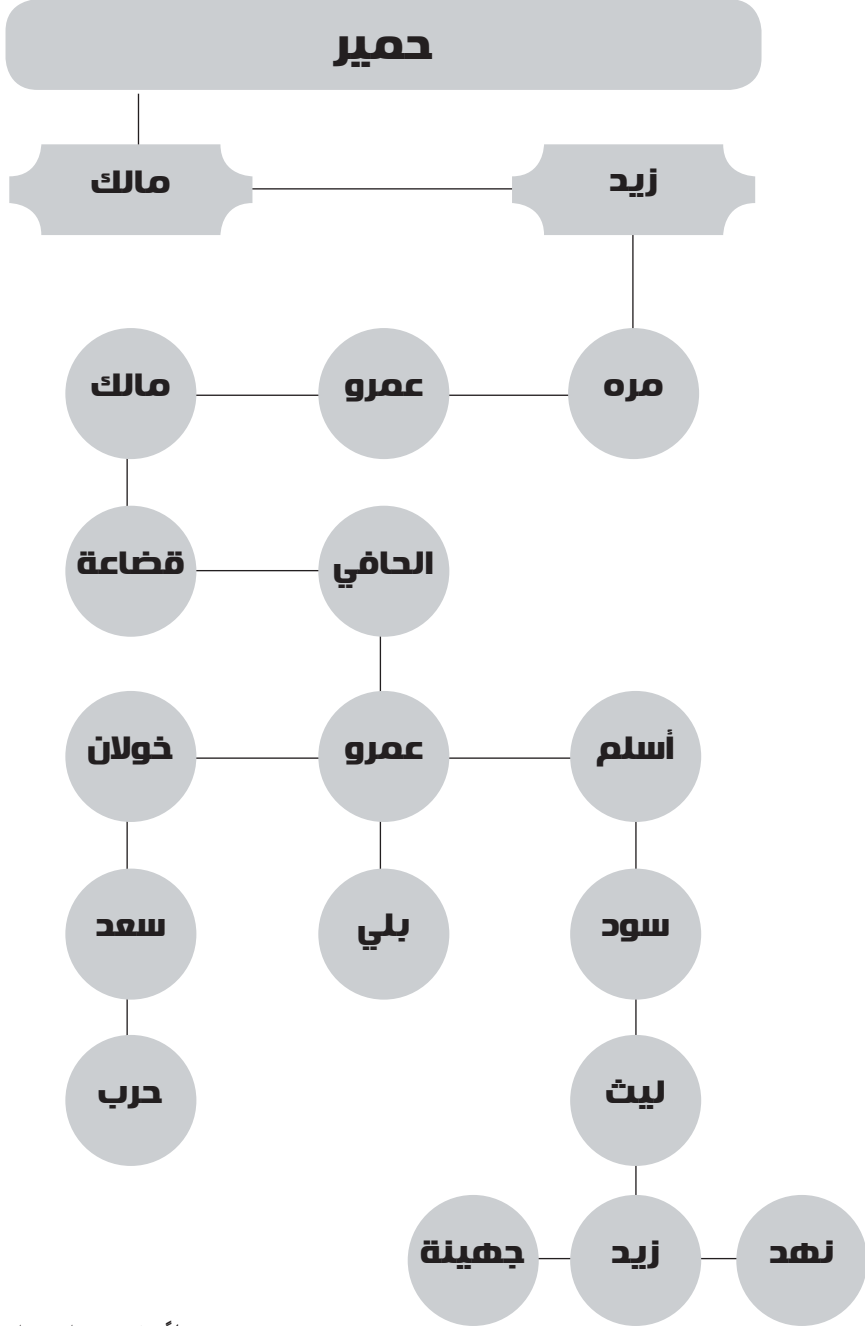 حمير
زيد
مالك
مره
عمرو
مالك
الحافي
قضاعة
أسلم
عمرو
خولان
سود
بلي
سعد
ليث
حرب
نهد
زيد
جهينة